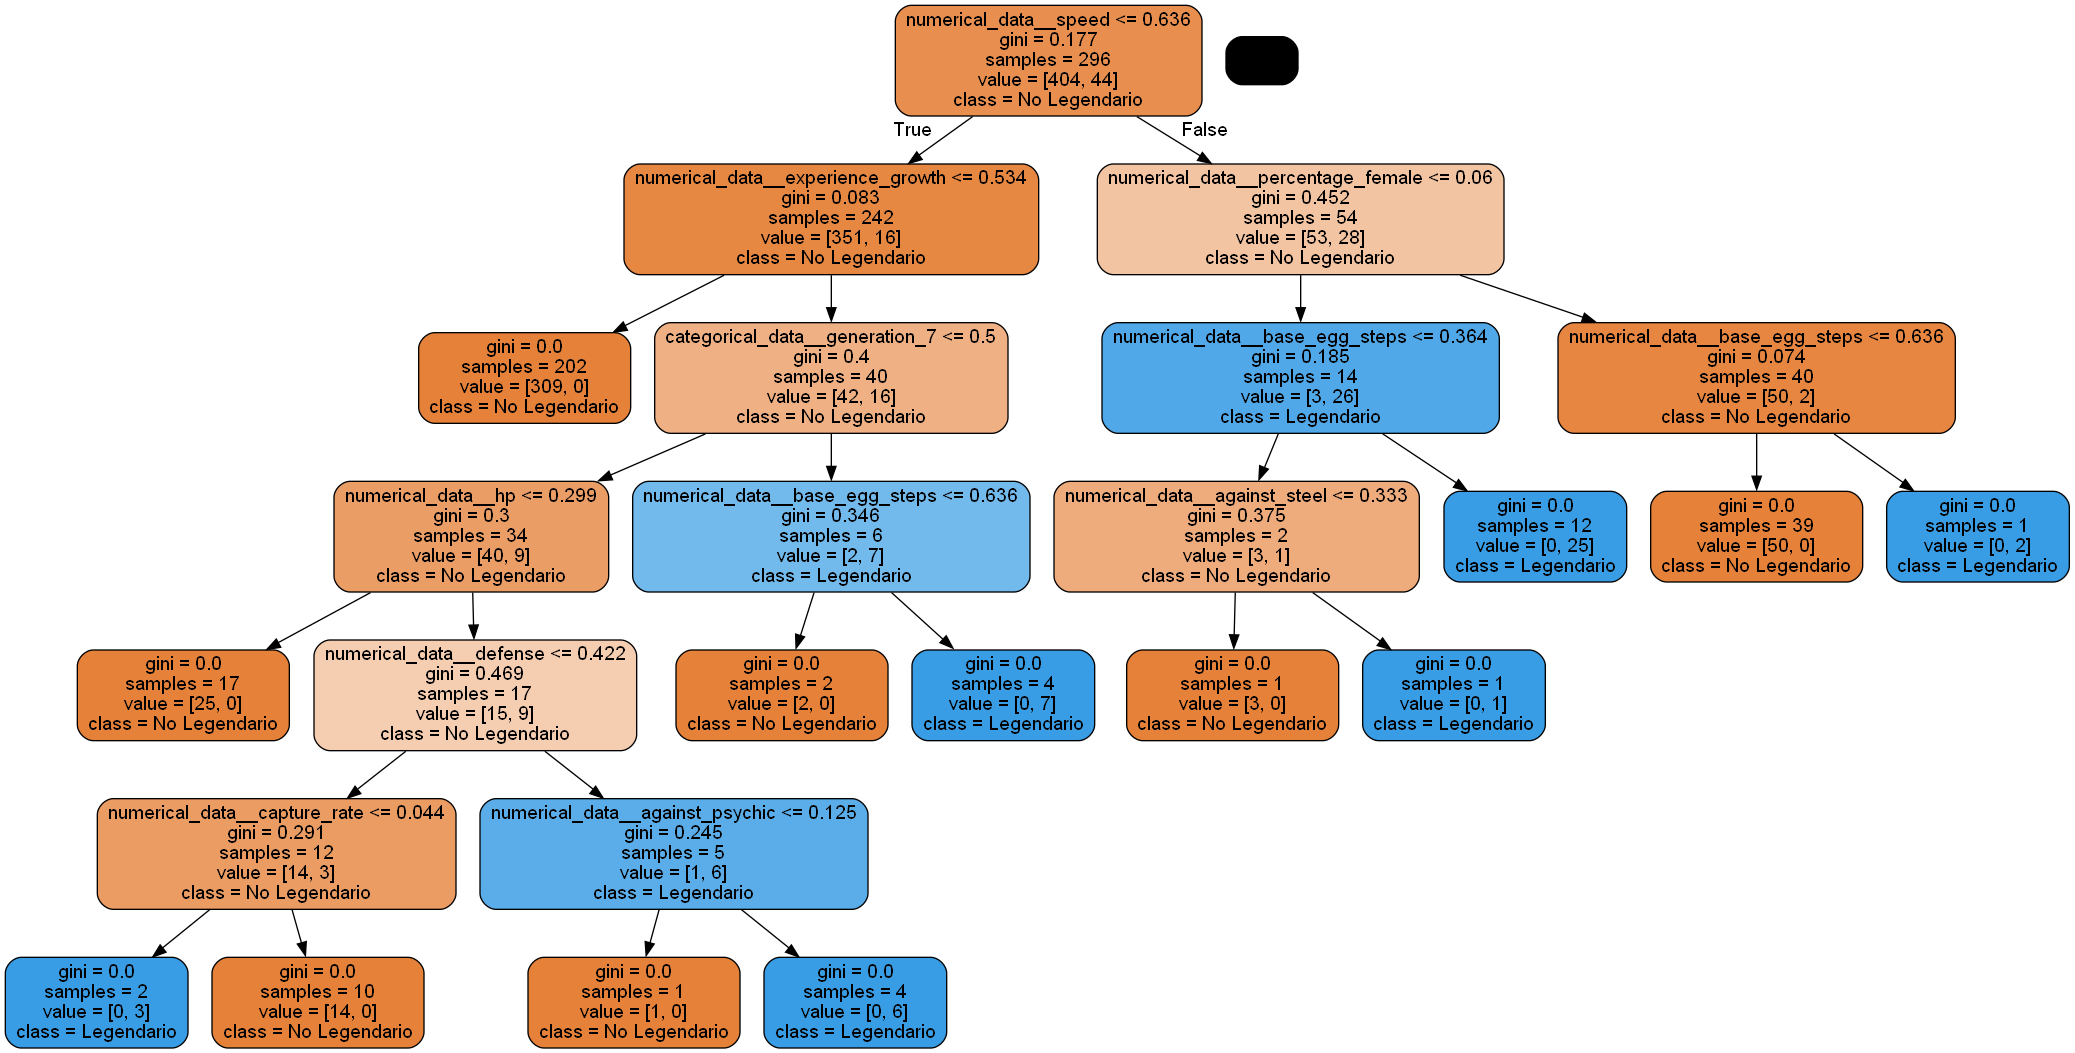 numerical_data__speed <= 0.636
gini = 0.177
samples = 296
value = [404, 44]
class = No Legendario
True
False
numerical_data__experience_growth <= 0.534
gini = 0.083
samples = 242
value = [351, 16]
class = No Legendario
numerical_data__percentage_female <= 0.06
gini = 0.452
samples = 54
value = [53, 28]
class = No Legendario
gini = 0.0
samples = 202
value = [309, 0]
class = No Legendario
categorical_data__generation_7 <= 0.5
gini = 0.4
samples = 40
value = [42, 16]
class = No Legendario
numerical_data__base_egg_steps <= 0.364
gini = 0.185
samples = 14
value = [3, 26]
class = Legendario
numerical_data__base_egg_steps <= 0.636
gini = 0.074
samples = 40
value = [50, 2]
class = No Legendario
numerical_data__hp <= 0.299
gini = 0.3
samples = 34
value = [40, 9]
class = No Legendario
numerical_data__base_egg_steps <= 0.636
gini = 0.346
samples = 6
value = [2, 7]
class = Legendario
numerical_data__against_steel <= 0.333
gini = 0.375
samples = 2
value = [3, 1]
class = No Legendario
gini = 0.0
samples = 12
value = [0, 25]
class = Legendario
gini = 0.0
samples = 39
value = [50, 0]
class = No Legendario
gini = 0.0
samples = 1
value = [0, 2]
class = Legendario
gini = 0.0
samples = 17
value = [25, 0]
class = No Legendario
numerical_data__defense <= 0.422
gini = 0.469
samples = 17
value = [15, 9]
class = No Legendario
gini = 0.0
samples = 2
value = [2, 0]
class = No Legendario
gini = 0.0
samples = 4
value = [0, 7]
class = Legendario
gini = 0.0
samples = 1
value = [3, 0]
class = No Legendario
gini = 0.0
samples = 1
value = [0, 1]
class = Legendario
numerical_data__capture_rate <= 0.044
gini = 0.291
samples = 12
value = [14, 3]
class = No Legendario
numerical_data__against_psychic <= 0.125
gini = 0.245
samples = 5
value = [1, 6]
class = Legendario
gini = 0.0
samples = 2
value = [0, 3]
class = Legendario
gini = 0.0
samples = 10
value = [14, 0]
class = No Legendario
gini = 0.0
samples = 1
value = [1, 0]
class = No Legendario
gini = 0.0
samples = 4
value = [0, 6]
class = Legendario